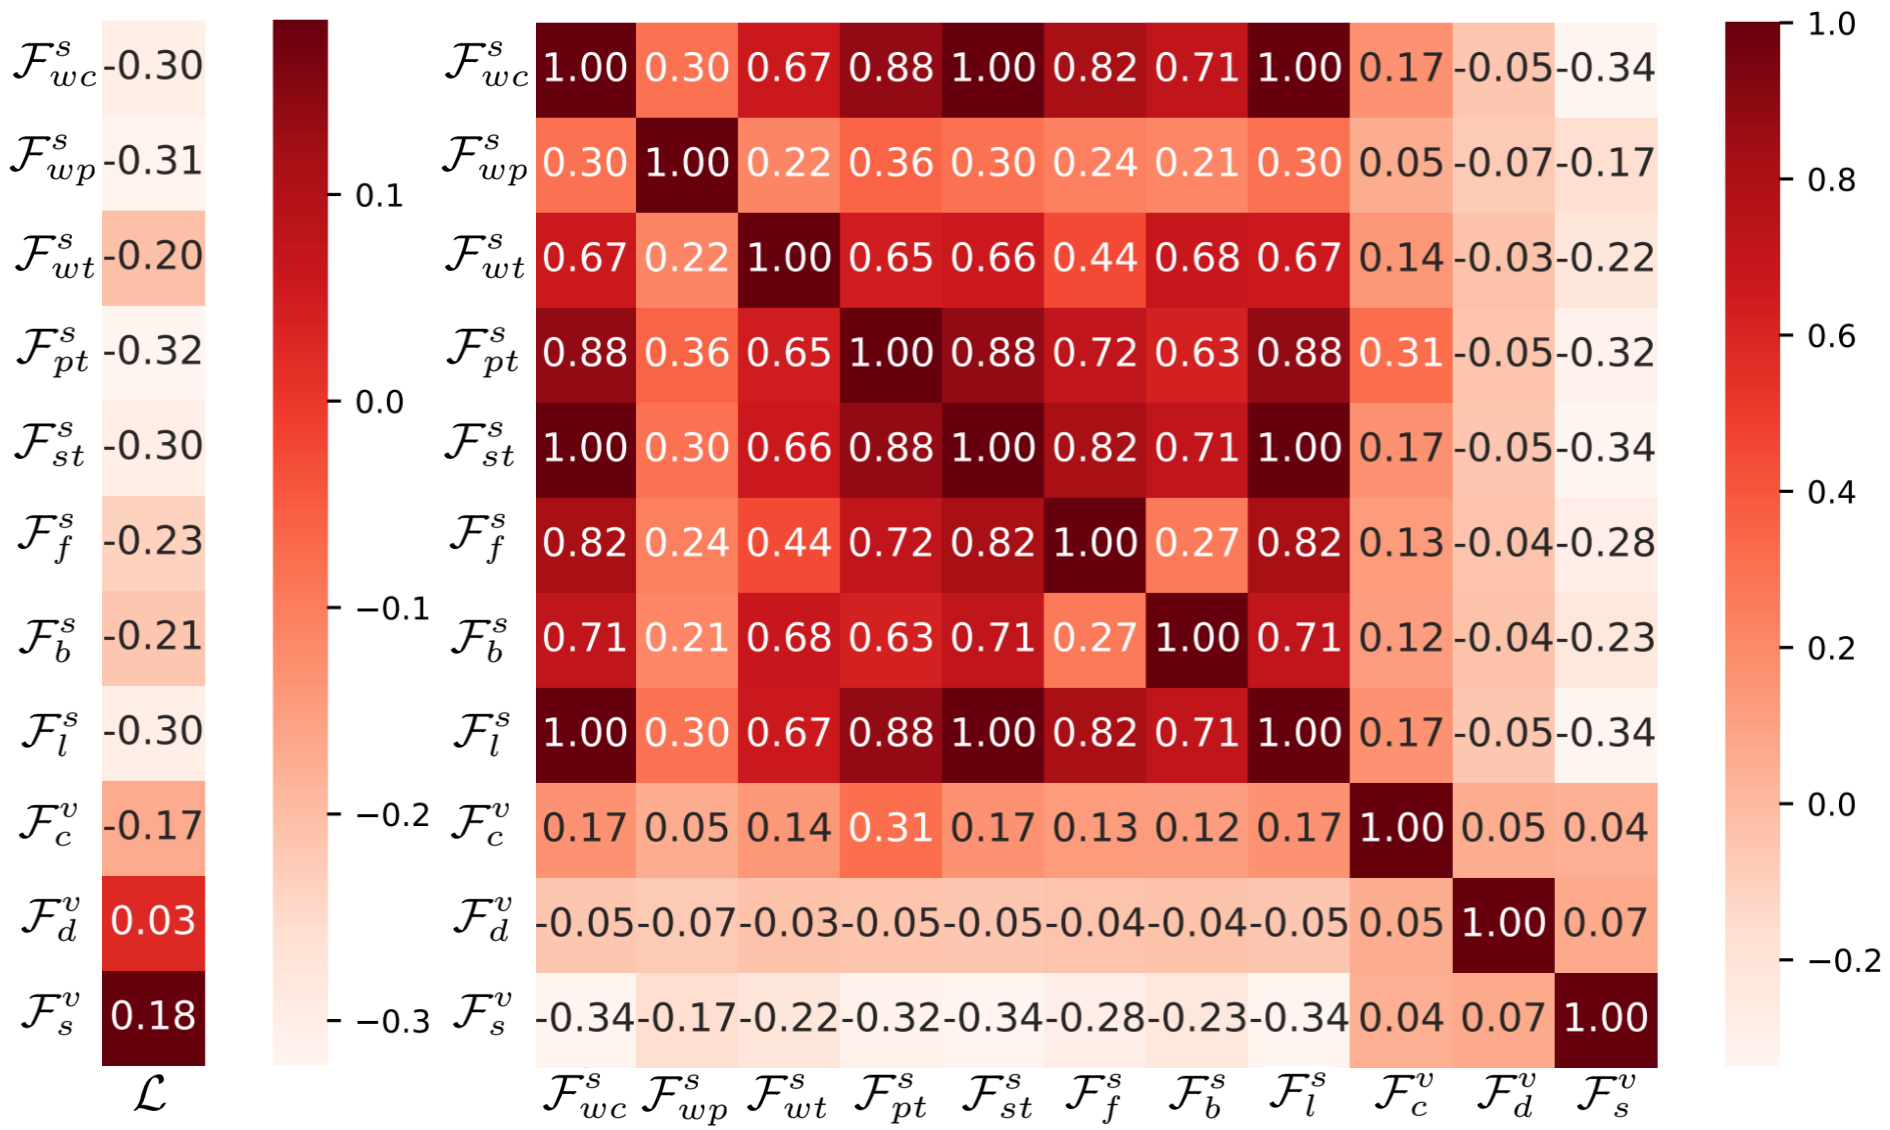 F^s_wc -0.30
F^s_wp -0.31
F^s_wt -0.20
F^s_pt -0.32
F^s_st -0.30
F^s_f -0.23
F^s_b -0.21
F^s_l -0.30
F^v_c -0.17
F^v_d 0.03
F^v_s 0.18
L
0.1
0.0
−0.1
−0.2
−0.3
F^s_wc 1.00 0.30 0.67 0.88 1.00 0.82 0.71 1.00 0.17 -0.05 -0.34
F^s_wp 0.30 1.00 0.22 0.36 0.30 0.24 0.21 0.30 0.05 -0.07 -0.17
F^s_wt 0.67 0.22 1.00 0.65 0.66 0.44 0.68 0.67 0.14 -0.03 -0.22
F^s_pt 0.88 0.36 0.65 1.00 0.88 0.72 0.63 0.88 0.31 -0.05 -0.32
F^s_st 1.00 0.30 0.66 0.88 1.00 0.82 0.71 1.00 0.17 -0.05 -0.34
F^s_f 0.82 0.24 0.44 0.72 0.82 1.00 0.27 0.82 0.13 -0.04 -0.28
F^s_b 0.71 0.21 0.68 0.63 0.71 0.27 1.00 0.71 0.12 -0.04 -0.23
F^s_l 1.00 0.30 0.67 0.88 1.00 0.82 0.71 1.00 0.17 -0.05 -0.34
F^v_c 0.17 0.05 0.14 0.31 0.17 0.13 0.12 0.17 1.00 0.05 0.04
F^v_d -0.05 -0.07 -0.03 -0.05 -0.05 -0.04 -0.04 -0.05 0.05 1.00 0.07
F^v_s -0.34 -0.17 -0.22 -0.32 -0.34 -0.28 -0.23 -0.34 0.04 0.07 1.00
F^s_wc F^s_wp F^s_wt F^s_pt F^s_st F^s_f F^s_b F^s_l F^v_c F^v_d F^v_s
1.0
0.8
0.6
0.4
0.2
0.0
−0.2